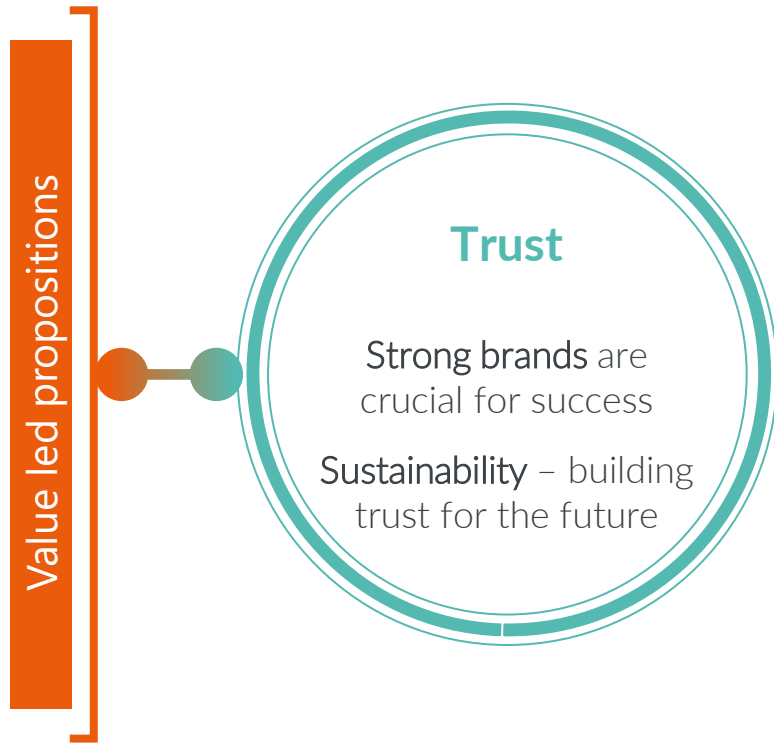 Value led propositions
Trust
Strong brands are
crucial for success
Sustainability – building
trust for the future